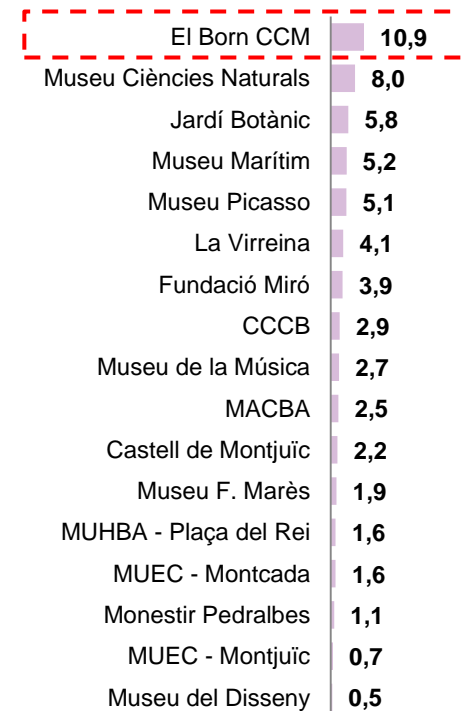 El Born CCM 10,9
Museu Ciències Naturals 8,0
Jardí Botànic 5,8
Museu Marítim 5,2
Museu Picasso 5,1
La Virreina 4,1
Fundació Miró 3,9
CCCB 2,9
Museu de la Música 2,7
MACBA 2,5
Castell de Montjuïc 2,2
Museu F. Marès 1,9
MUHBA - Plaça del Rei 1,6
MUEC - Montcada 1,6
Monestir Pedralbes 1,1
MUEC - Montjuïc 0,7
Museu del Disseny 0,5